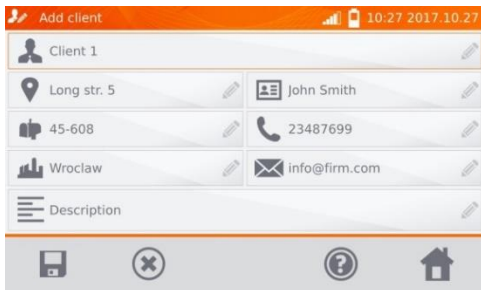 Add client
10:27 2017.10.27
Client 1
Long str. 5
John Smith
45-608
23487699
Wroclaw
info@firm.com
Description